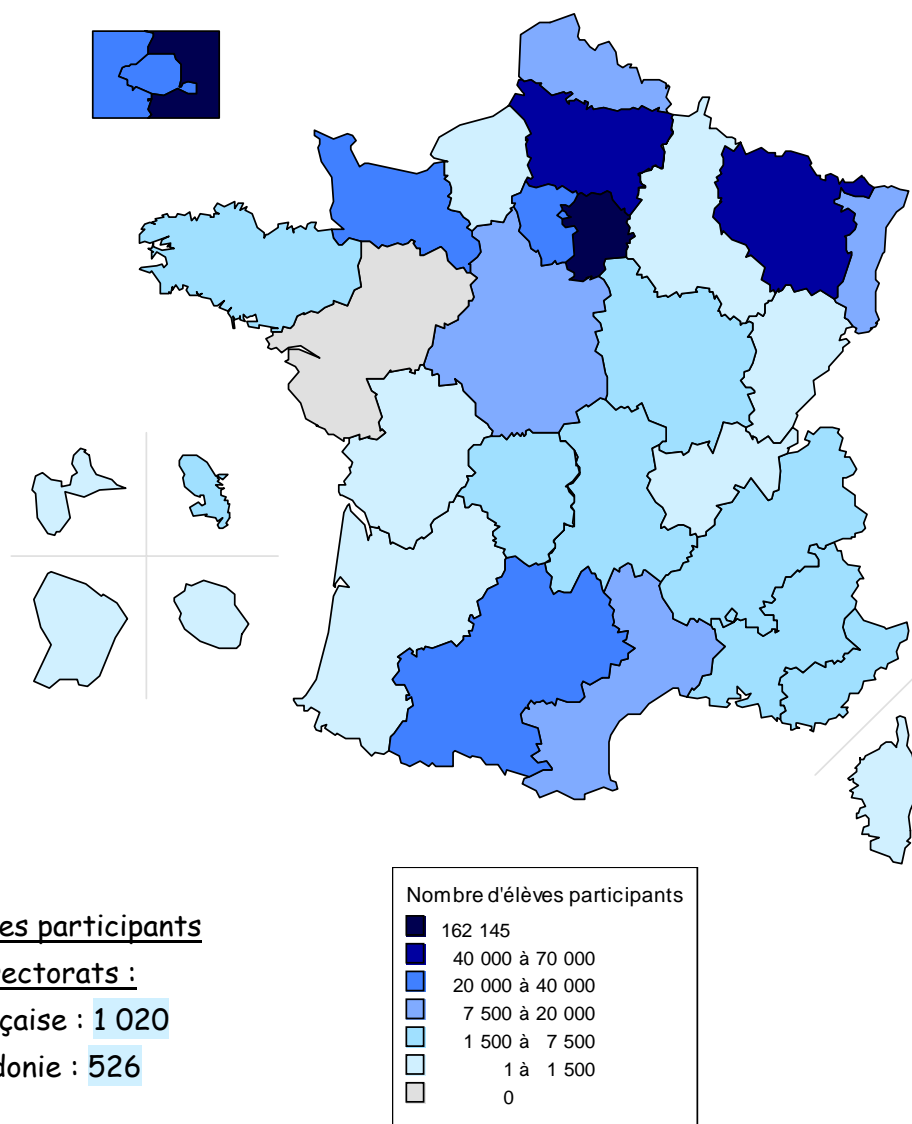 es participants
ectorats :
çaise : 1 020
donie : 526
Nombre d'élèves participants
162 145
40 000 à 70 000
20 000 à 40 000
7 500 à 20 000
1 500 à 7 500
1 à 1 500
0